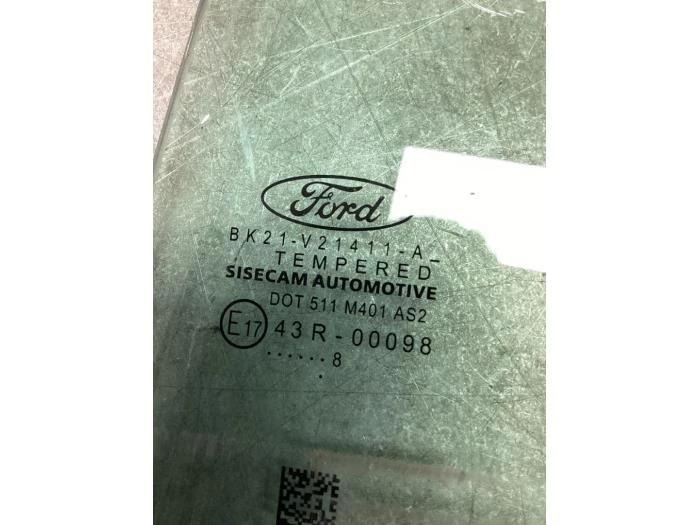 Ford
BK21-V21411-A-
TEMPERED
SISECAM AUTOMOTIVE
DOT 511 M401 AS2
E17 43R-00098
......8
.